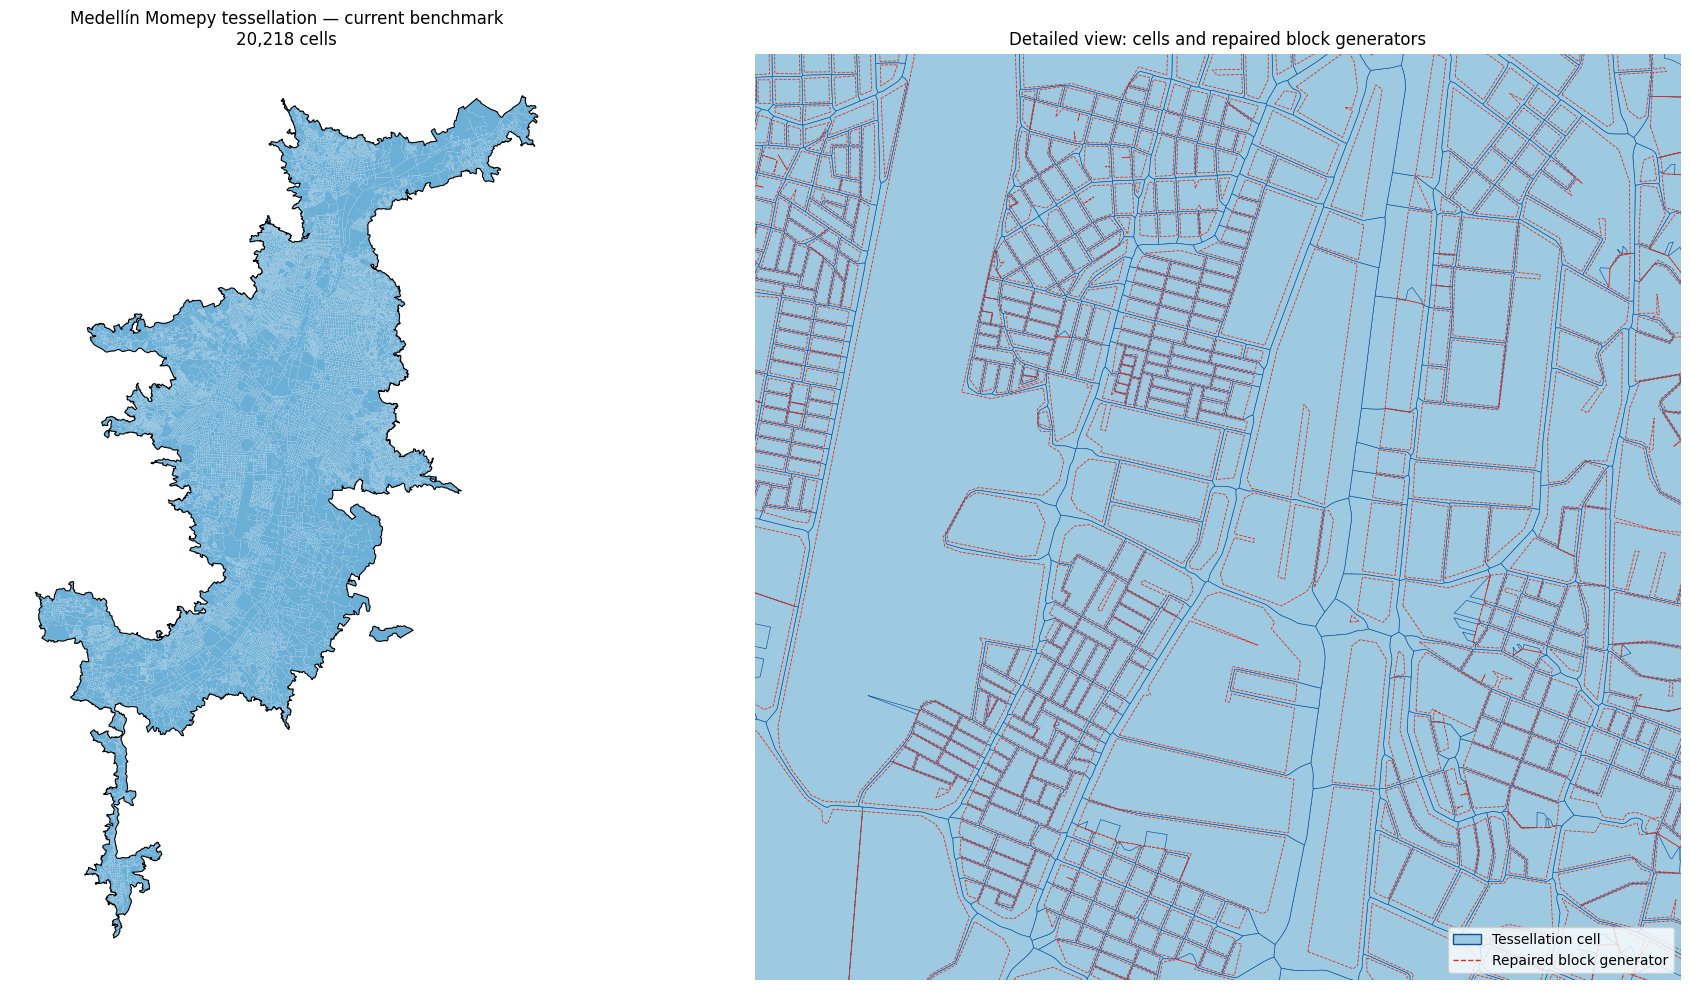 Medellín Momepy tessellation — current benchmark
20,218 cells
Detailed view: cells and repaired block generators
Tessellation cell
Repaired block generator